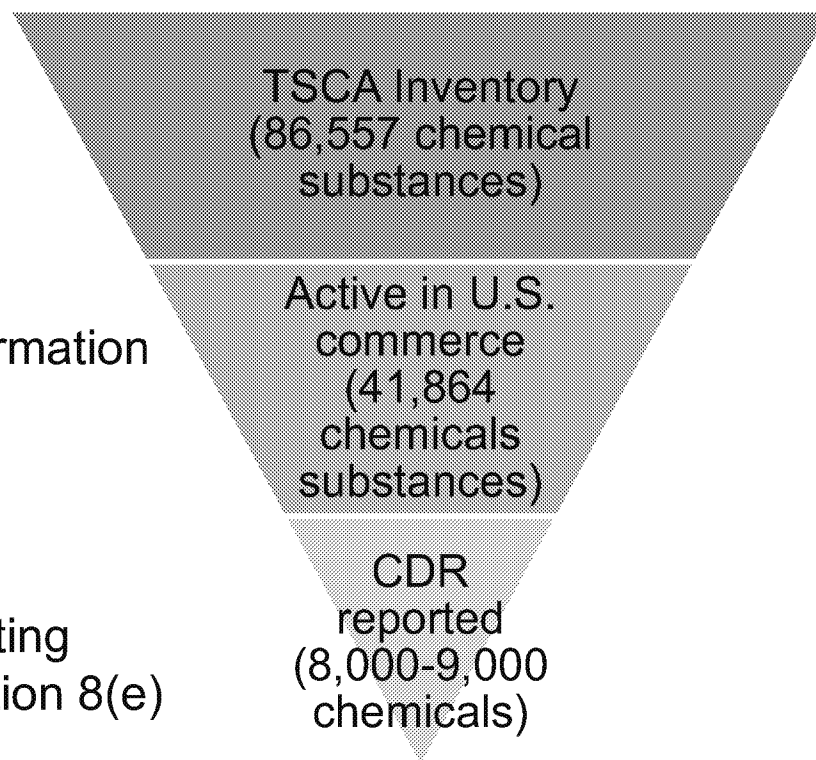 TSCA Inventory
(86,557 chemical
substances)
Active in U.S.
commerce
(41,864
chemicals
substances)
rmation
CDR
reported
(8,000-9,000
chemicals)
ting
tion 8(e)